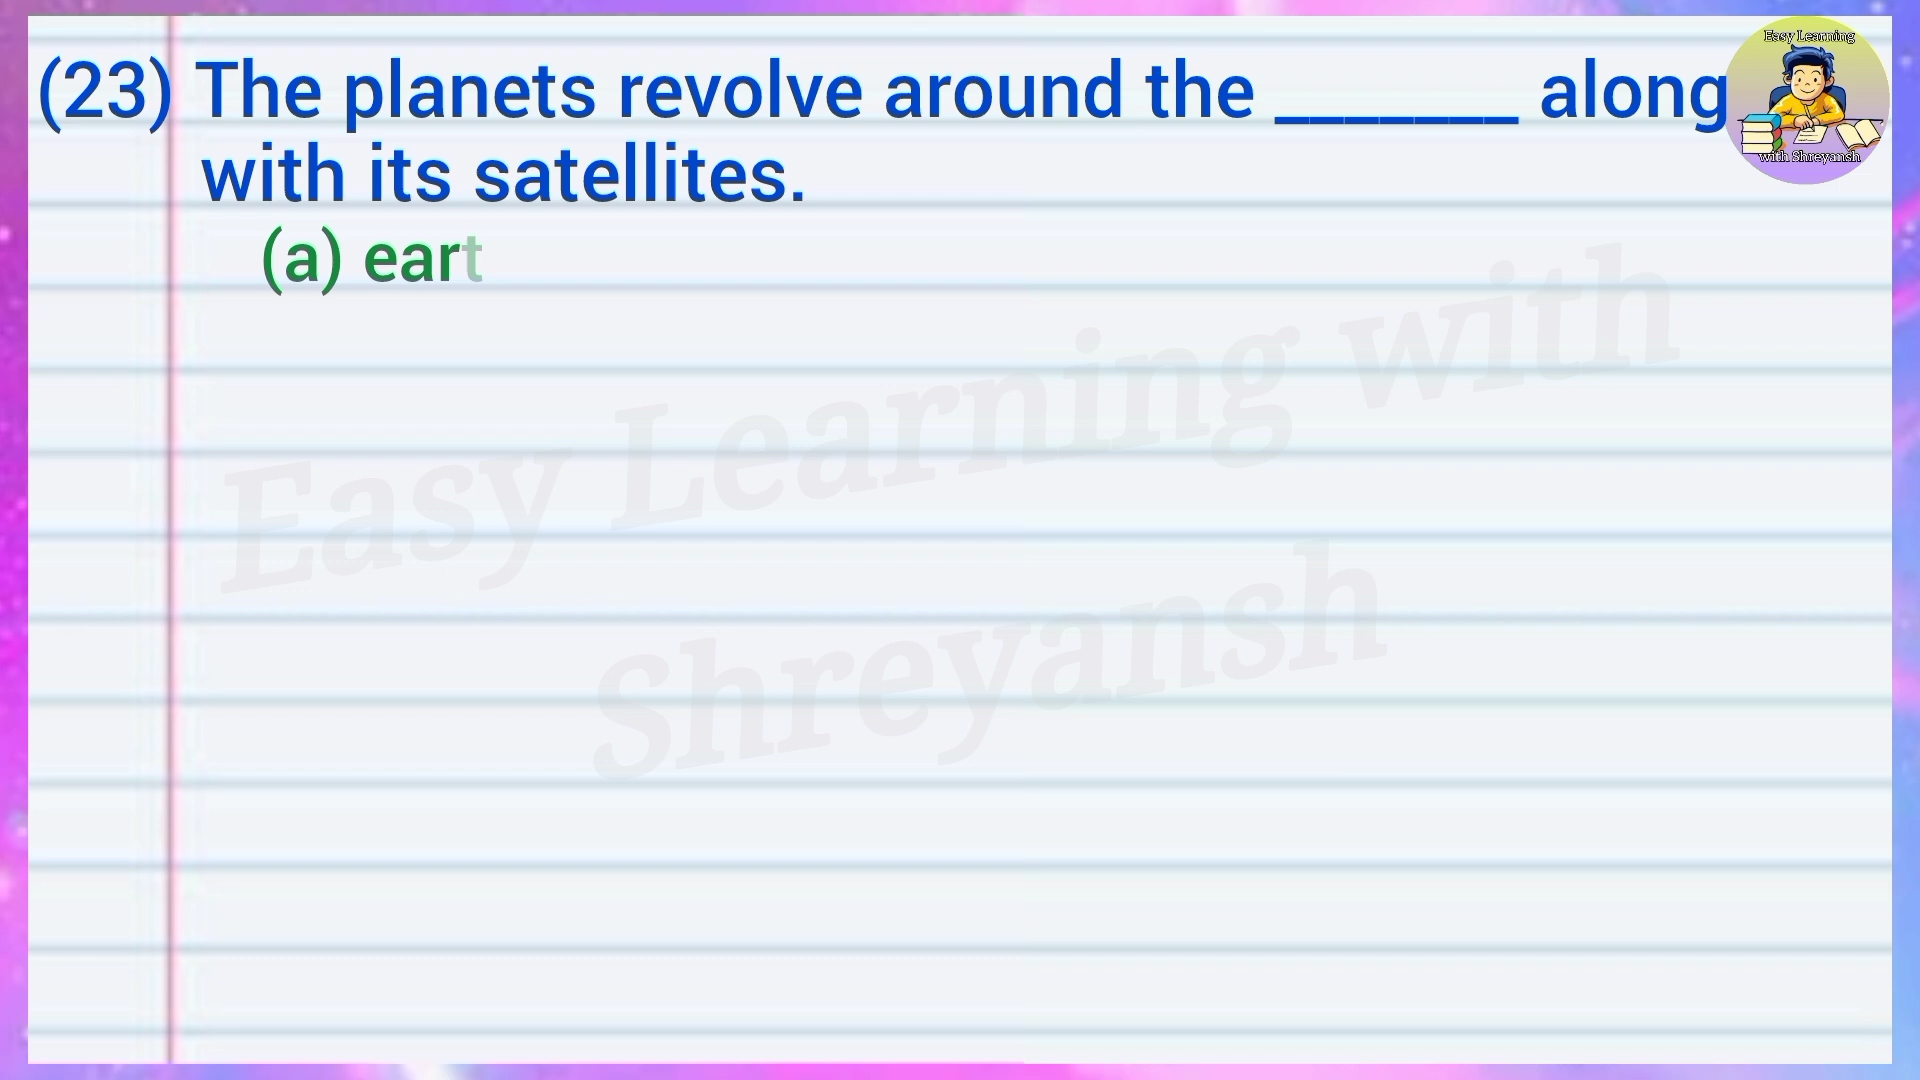 (23) The planets revolve around the _______ along
with its satellites.
(a) eart
Easy Learning
with Shreyansh
Easy Learning with
Shreyansh